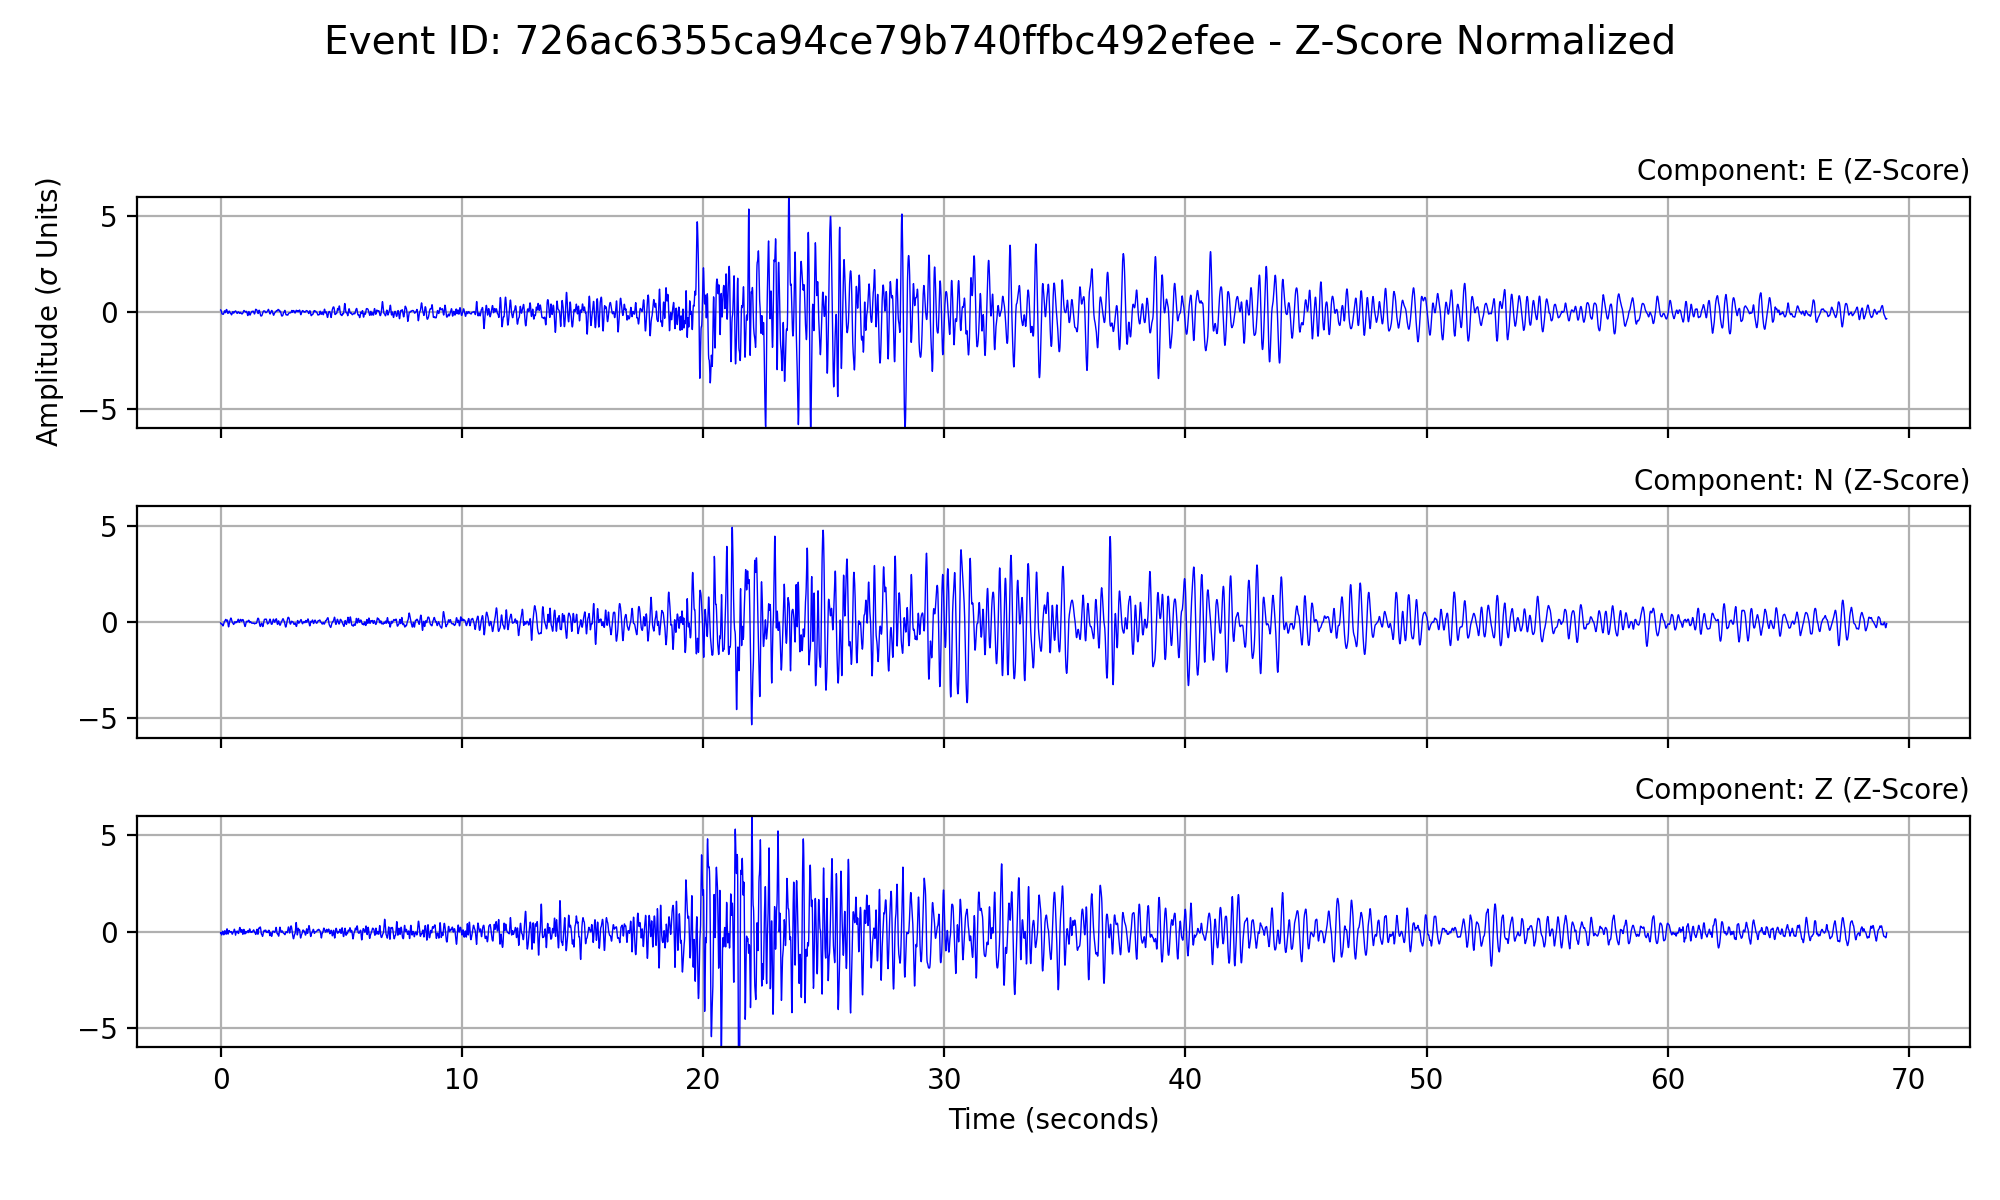 Event ID: 726ac6355ca94ce79b740ffbc492efee - Z-Score Normalized
Component: E (Z-Score)
Amplitude (σ Units)
5
0
−5
Component: N (Z-Score)
5
0
−5
Component: Z (Z-Score)
5
0
−5
0 10 20 30 40 50 60 70
Time (seconds)